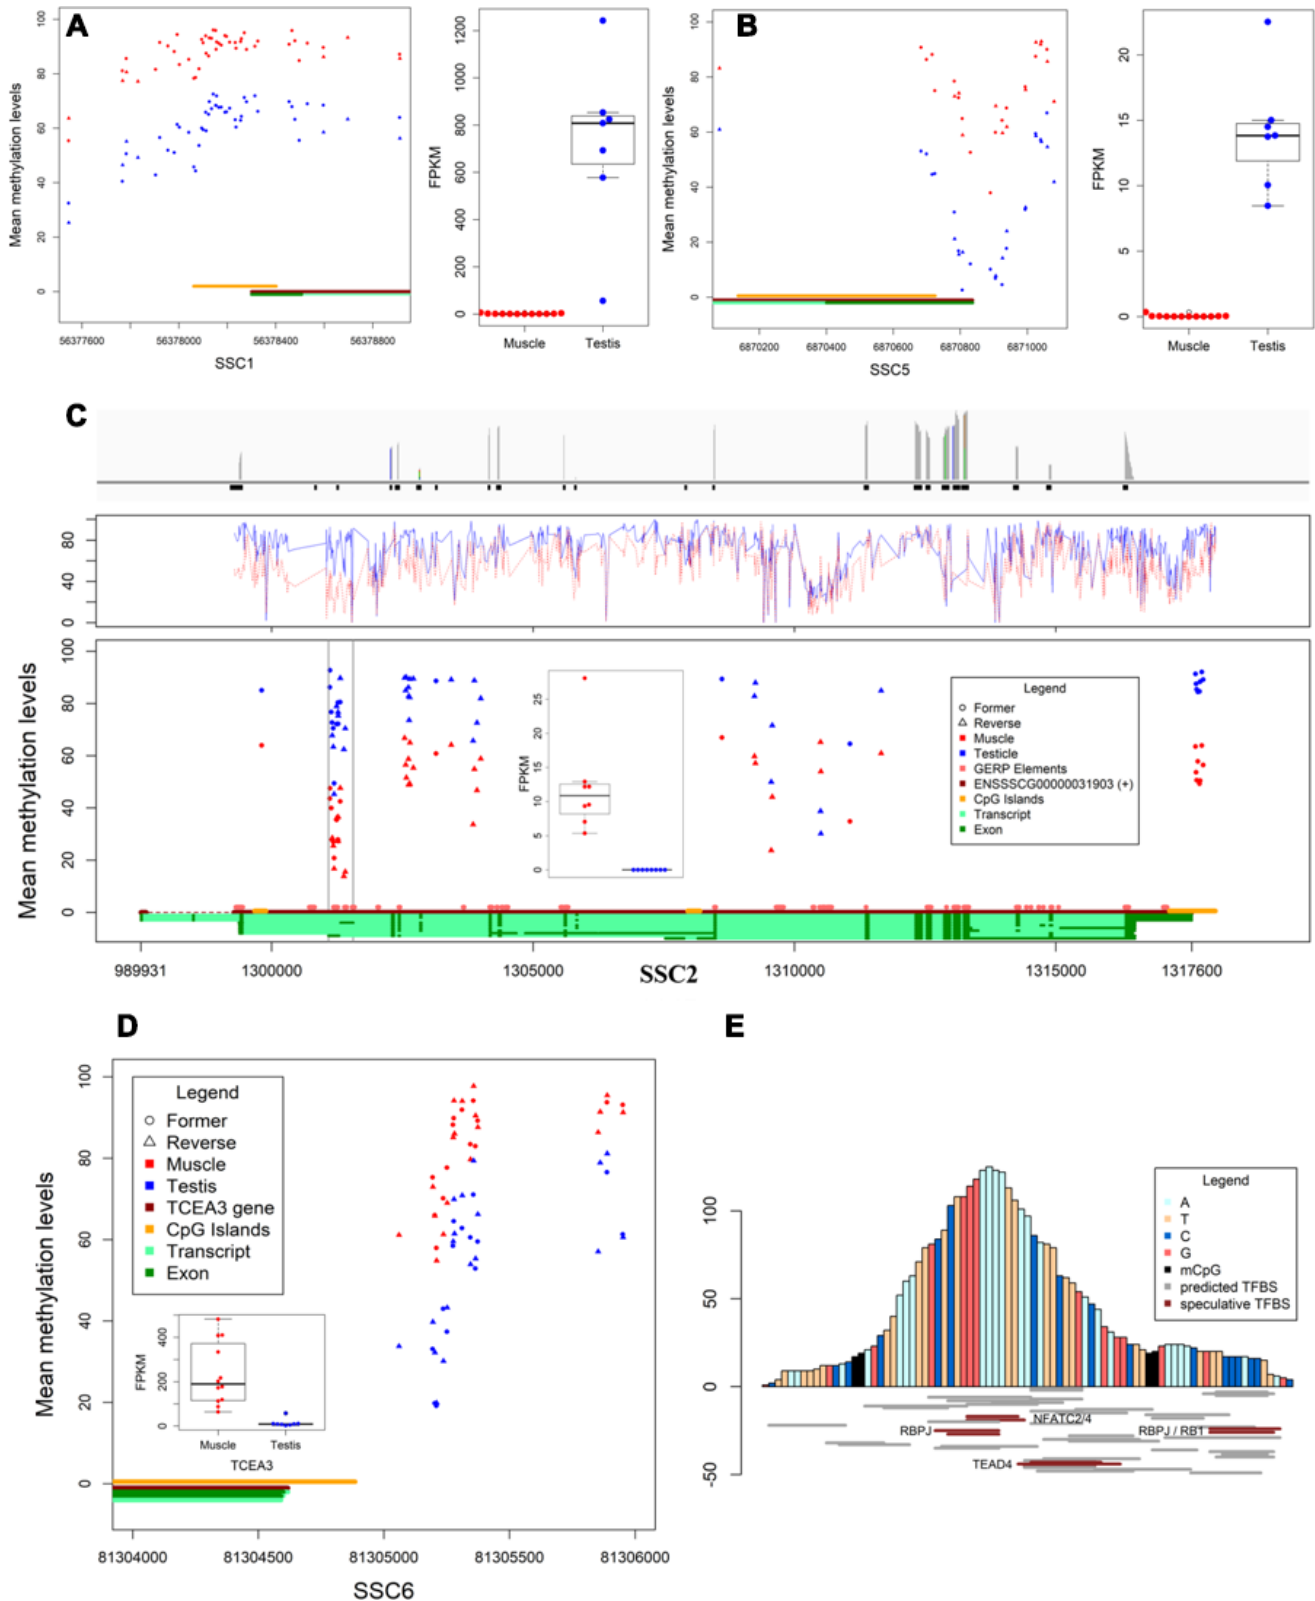 A
Mean methylation levels
100
80
60
40
20
0
56377600
56378000
56378400
56378800
SSC1
FPKM
1200
1000
800
600
400
200
0
Muscle
Testis
B
Mean methylation levels
100
80
60
40
20
0
6870200
6870400
6870600
6870800
6871000
SSC5
FPKM
20
15
10
5
0
Muscle
Testis
C
80
40
0
Mean methylation levels
100
80
60
40
20
0
FPKM
25
20
15
10
5
0
Legend
Former
Reverse
Muscle
Testicle
GERP Elements
ENSSSCG00000031903 (+)
CpG Islands
Transcript
Exon
989931
1300000
1305000
SSC2
1310000
1315000
1317600
D
Mean methylation levels
100
80
60
40
20
0
Legend
Former
Reverse
Muscle
Testis
TCEA3 gene
CpG Islands
Transcript
Exon
FPKM
400
200
0
Muscle
Testis
TCEA3
81304000
81304500
81305000
81305500
81306000
SSC6
E
100
50
0
-50
Legend
A
T
C
G
mCpG
predicted TFBS
speculative TFBS
NFATC2/4
RBPJ
RBPJ / RB1
TEAD4